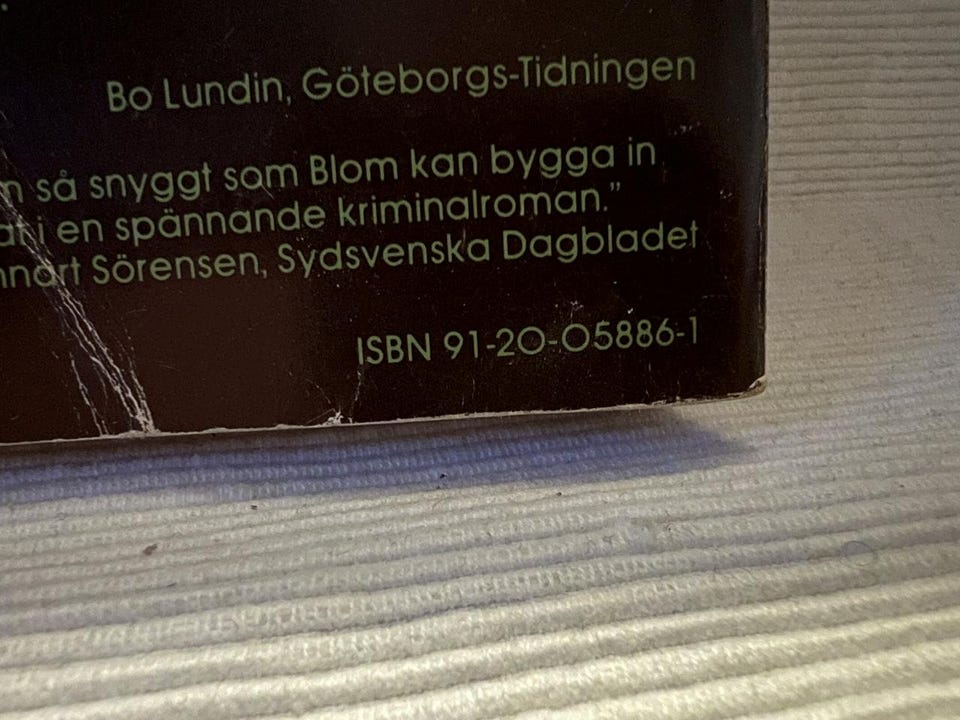 Bo Lundin, Göteborgs-Tidningen
så snyggt som Blom kan bygga in
i en spännande kriminalroman.”
Sörensen, Sydsvenska Dagbladet
ISBN 91-20-05886-1